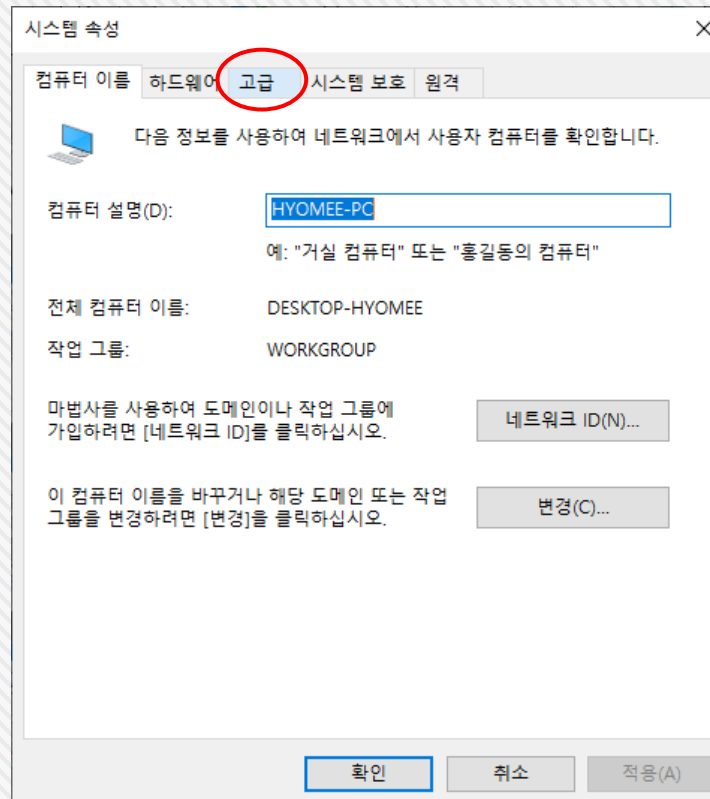 시스템 속성
컴퓨터 이름 하드웨어 고급 시스템 보호 원격
다음 정보를 사용하여 네트워크에서 사용자 컴퓨터를 확인합니다.
컴퓨터 설명(D): HYOMEE-PC
예: "거실 컴퓨터" 또는 "홍길동의 컴퓨터"
전체 컴퓨터 이름: DESKTOP-HYOMEE
작업 그룹: WORKGROUP
마법사를 사용하여 도메인이나 작업 그룹에
가입하려면 [네트워크 ID]를 클릭하십시오.
네트워크 ID(N)...
이 컴퓨터 이름을 바꾸거나 해당 도메인 또는 작업
그룹을 변경하려면 [변경]을 클릭하십시오.
변경(C)...
확인 취소 적용(A)